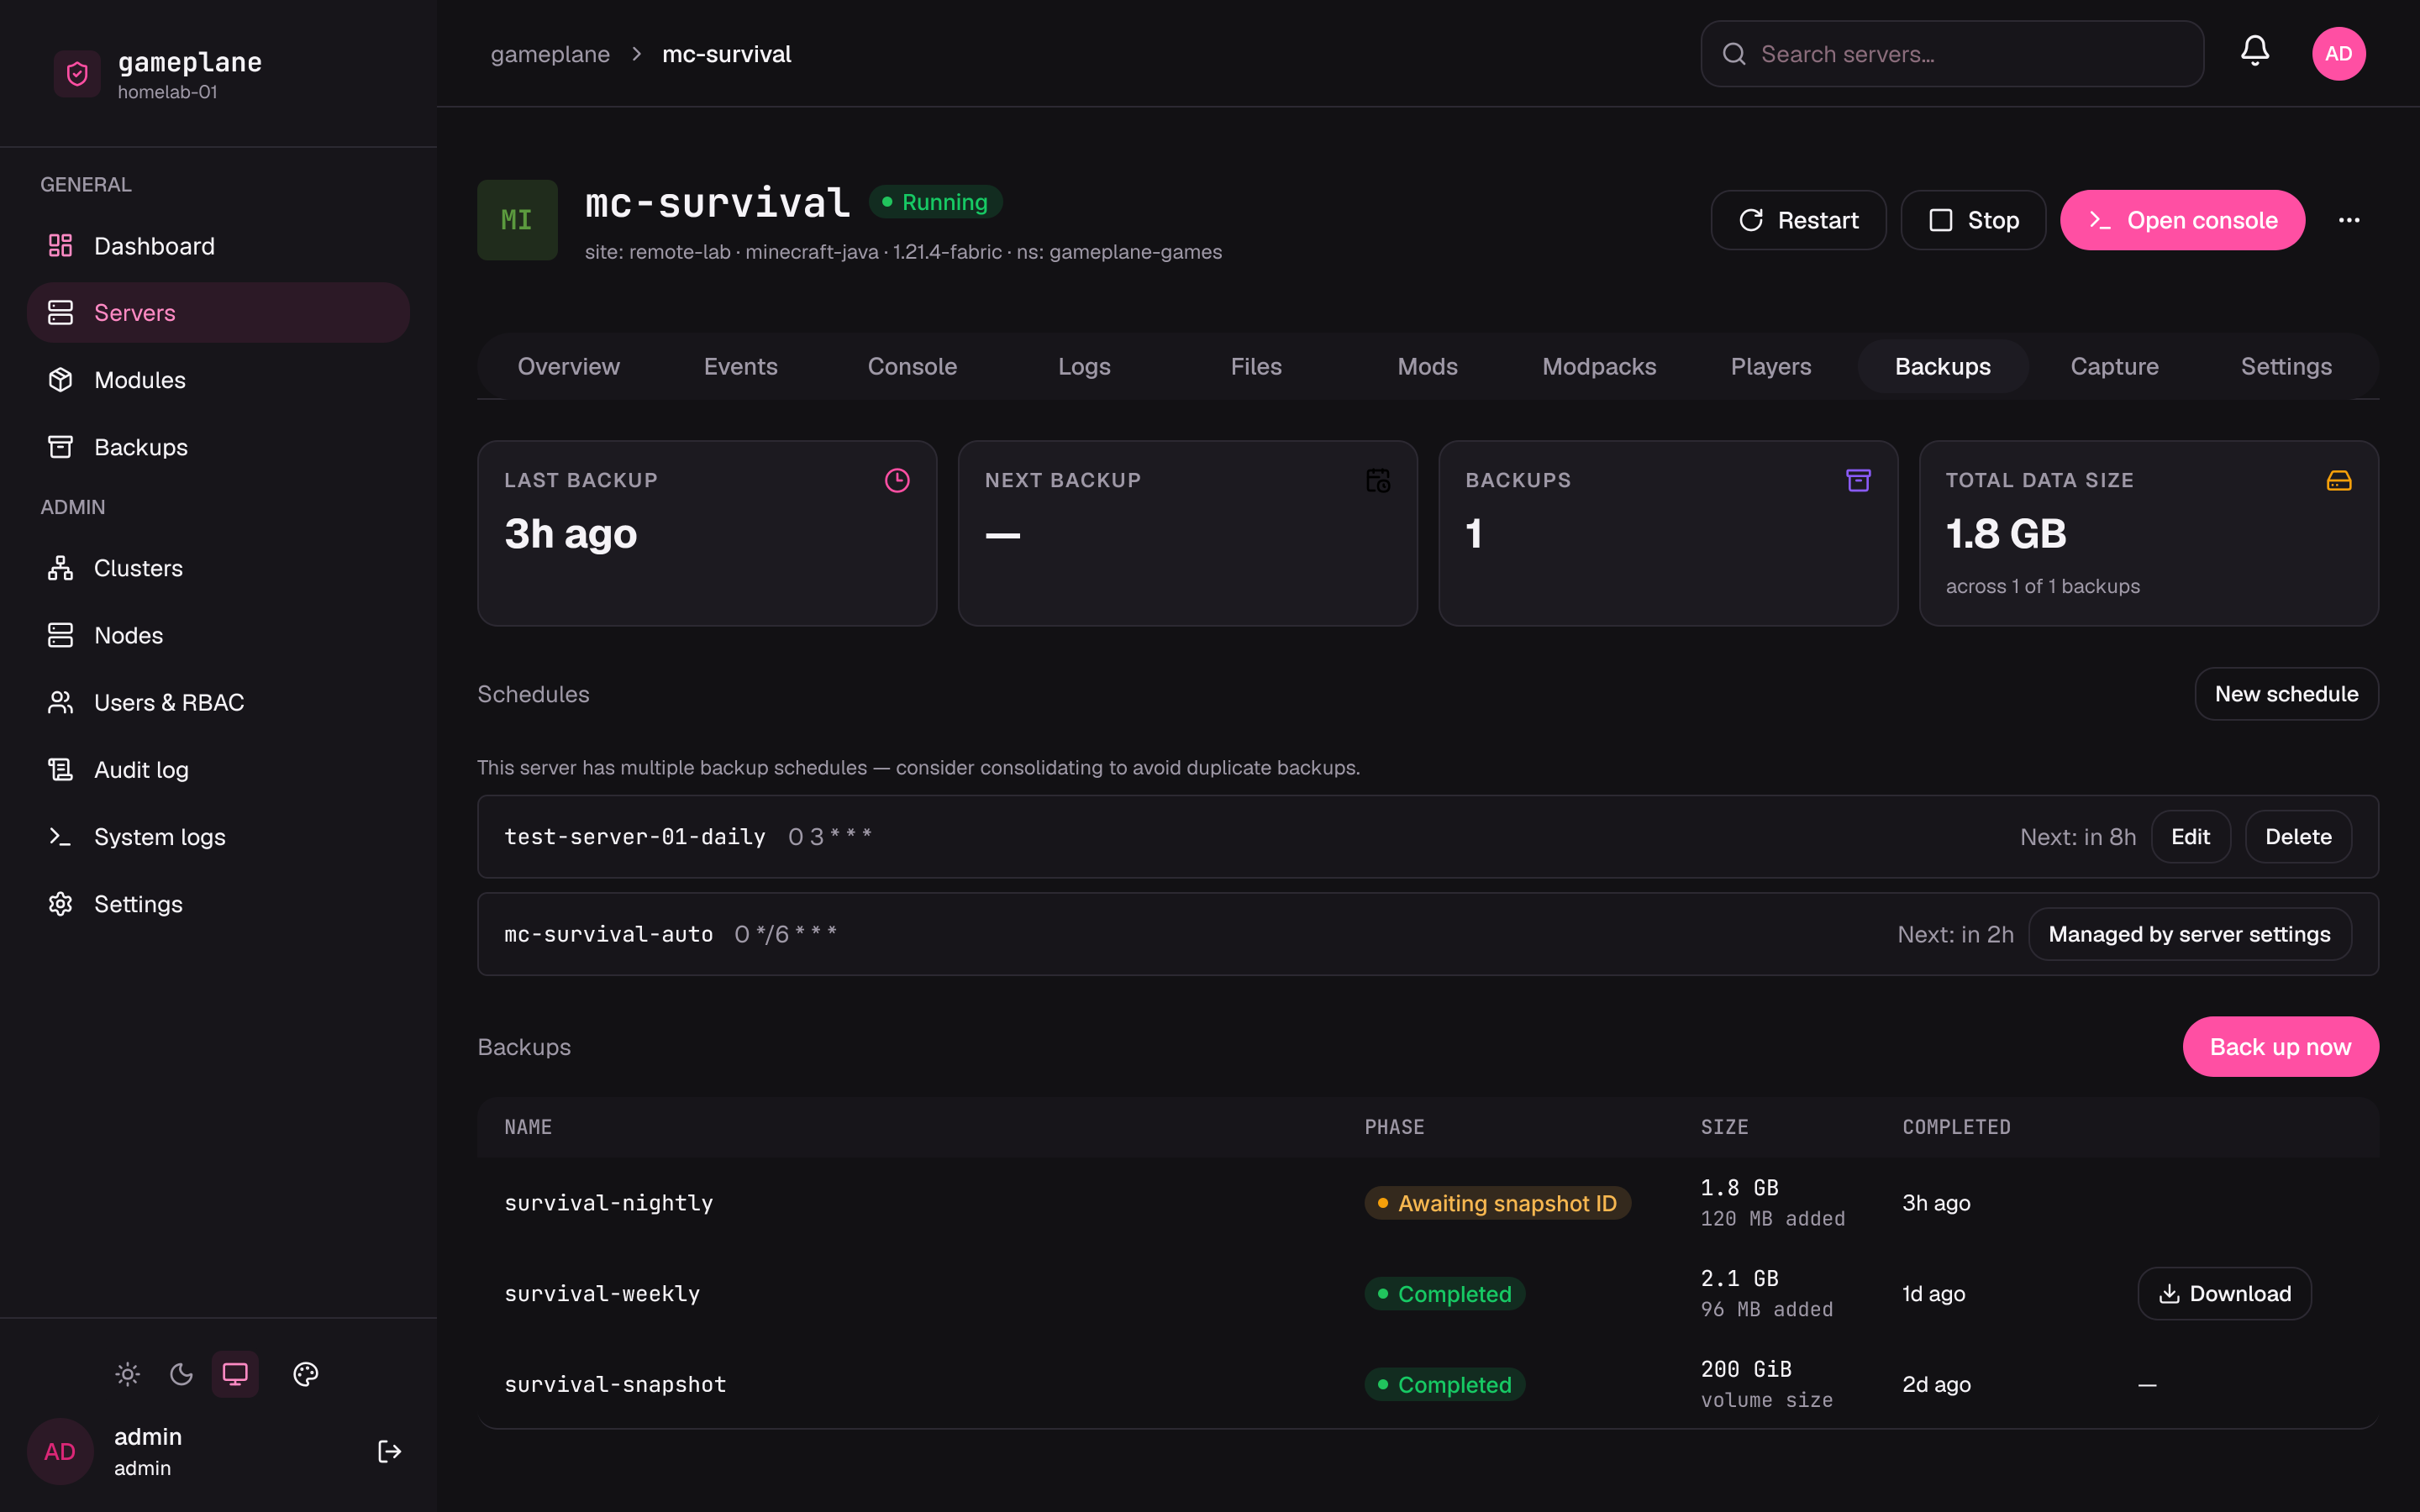 gameplane
homelab-01
GENERAL
Dashboard
Servers
Modules
Backups
ADMIN
Clusters
Nodes
Users & RBAC
Audit log
System logs
Settings
AD
admin
admin
gameplane > mc-survival
Search servers...
AD
MI
mc-survival
Running
site: remote-lab · minecraft-java · 1.21.4-fabric · ns: gameplane-games
Restart
Stop
Open console
Overview
Events
Console
Logs
Files
Mods
Modpacks
Players
Backups
Capture
Settings
LAST BACKUP
3h ago
NEXT BACKUP
—
BACKUPS
1
TOTAL DATA SIZE
1.8 GB
across 1 of 1 backups
Schedules
New schedule
This server has multiple backup schedules — consider consolidating to avoid duplicate backups.
test-server-01-daily 0 3 * * * Next: in 8h Edit Delete
mc-survival-auto 0 */6 * * * Next: in 2h Managed by server settings
Backups
Back up now
NAME PHASE SIZE COMPLETED
survival-nightly Awaiting snapshot ID 1.8 GB 3h ago
120 MB added
survival-weekly Completed 2.1 GB 1d ago Download
96 MB added
survival-snapshot Completed 200 GiB 2d ago —
volume size